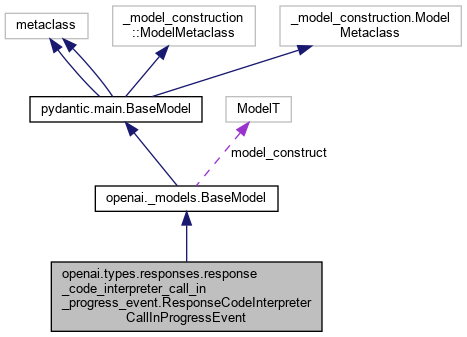 metaclass
_model_construction
::ModelMetaclass
_model_construction.Model
Metaclass
pydantic.main.BaseModel
ModelT
model_construct
openai._models.BaseModel
openai.types.responses.response
_code_interpreter_call_in
_progress_event.ResponseCodeInterpreter
CallInProgressEvent